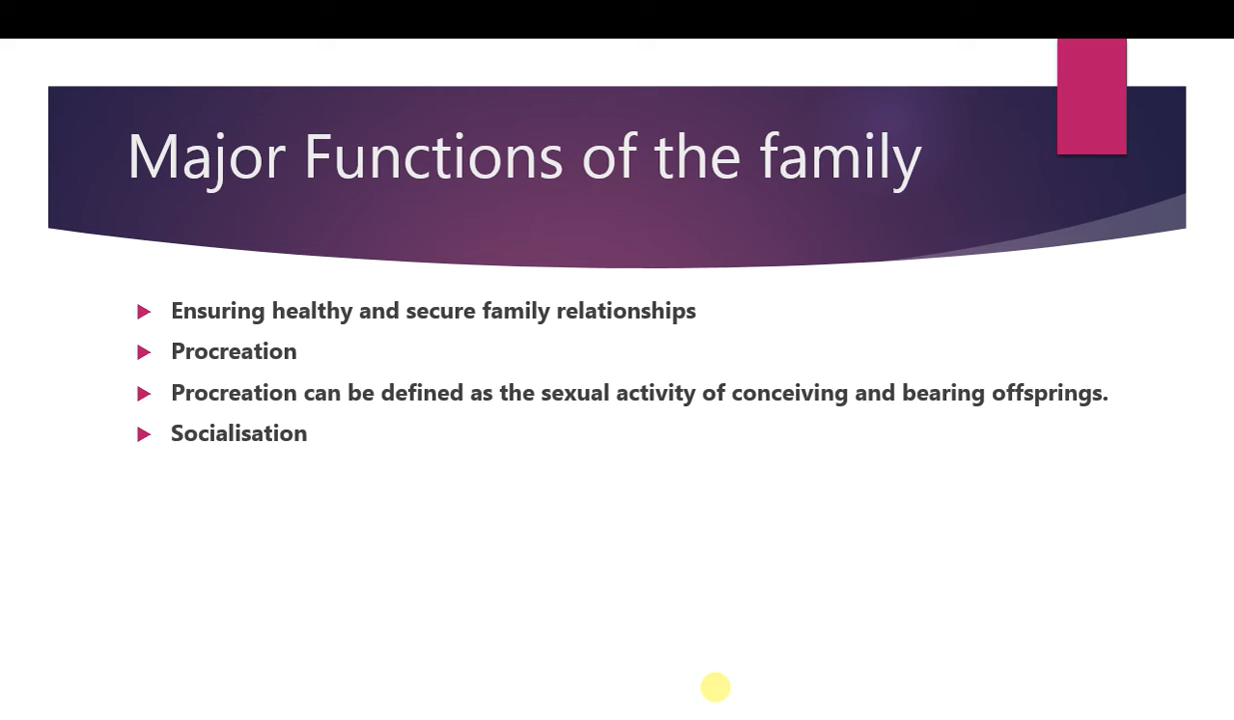 Major Functions of the family
Ensuring healthy and secure family relationships
Procreation
Procreation can be defined as the sexual activity of conceiving and bearing offsprings.
Socialisation